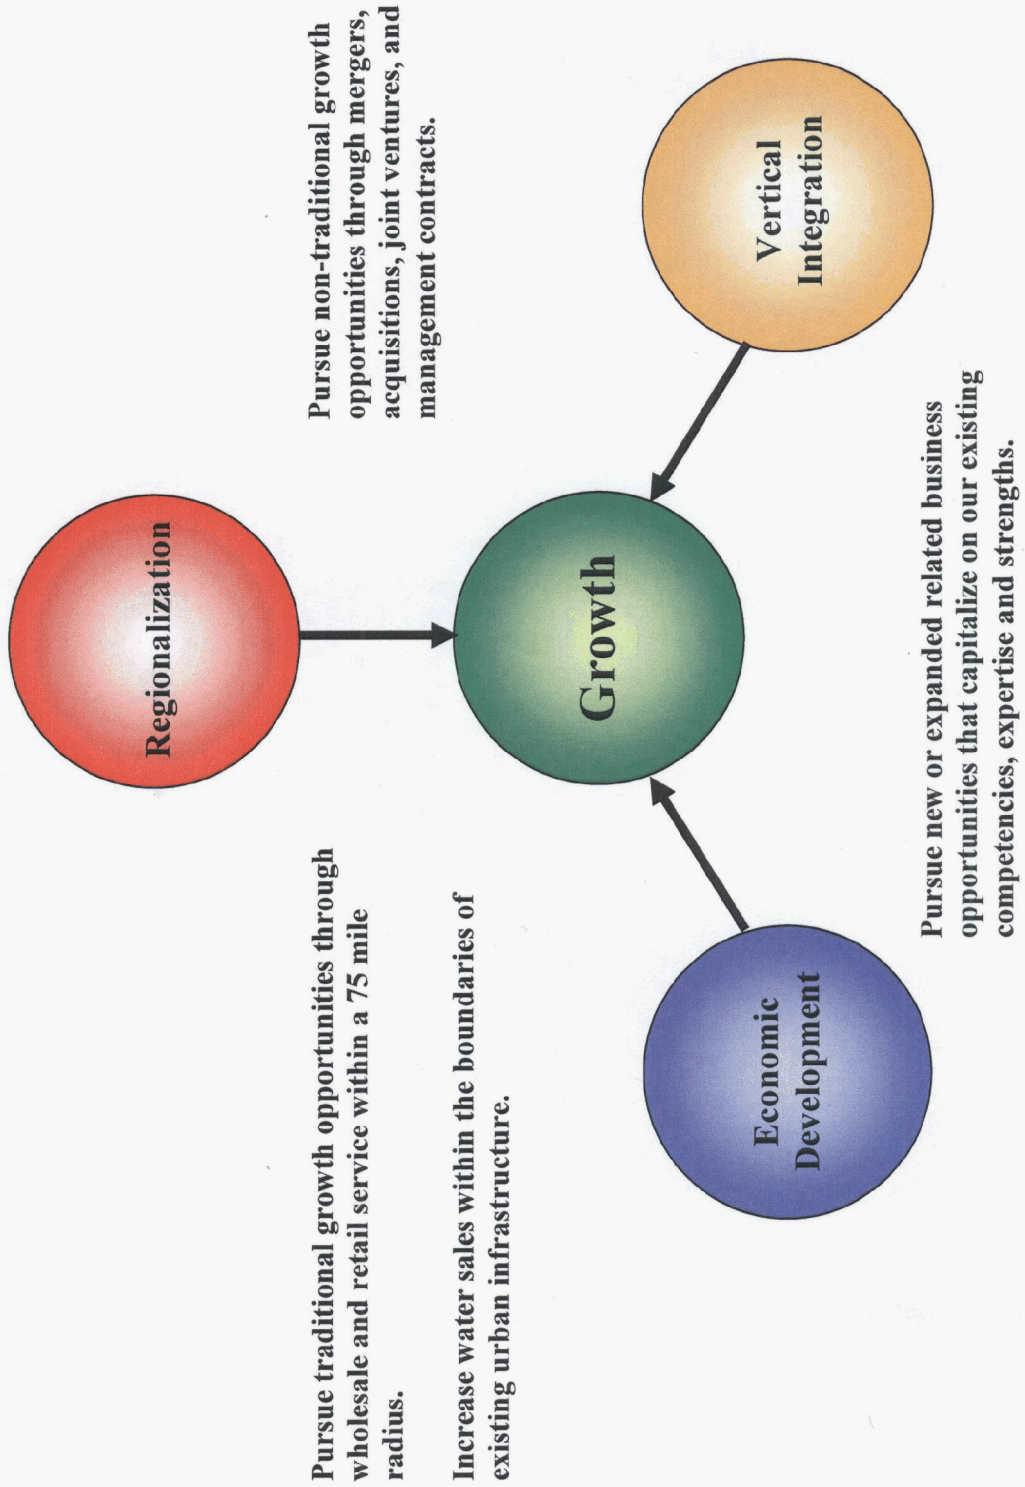 Regionalization
Pursue traditional growth opportunities through
wholesale and retail service within a 75 mile
radius.
Increase water sales within the boundaries of
existing urban infrastructure.
Pursue non-traditional growth
opportunities through mergers,
acquisitions, joint ventures, and
management contracts.
Growth
Economic
Development
Vertical
Integration
Pursue new or expanded related business
opportunities that capitalize on our existing
competencies, expertise and strengths.